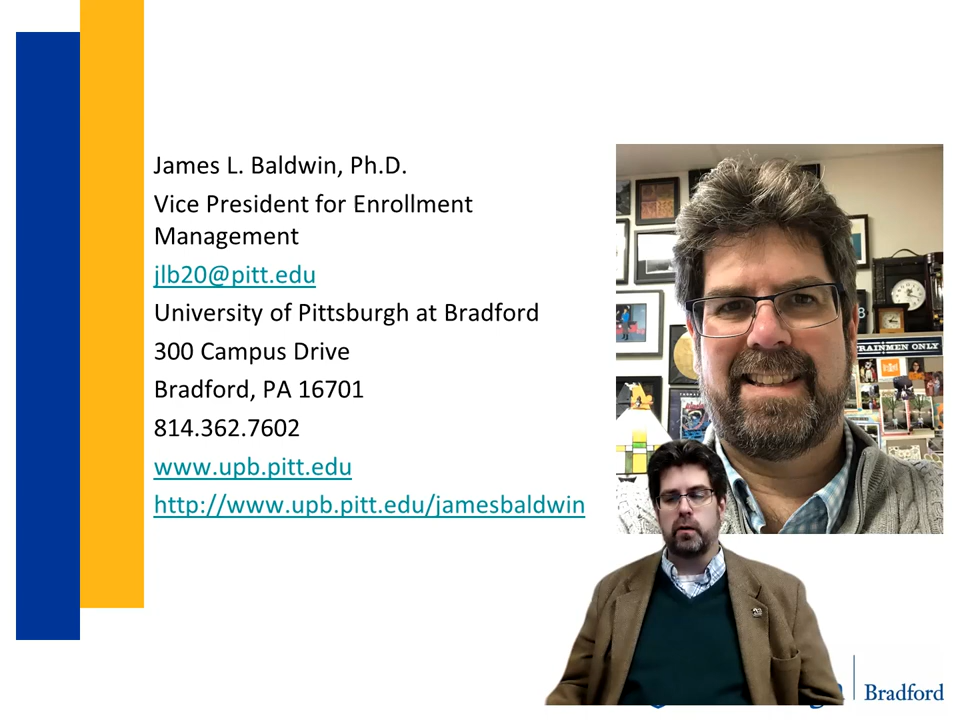 James L. Baldwin, Ph.D.
Vice President for Enrollment
Management
jlb20@pitt.edu
University of Pittsburgh at Bradford
300 Campus Drive
Bradford, PA 16701
814.362.7602
www.upb.pitt.edu
http://www.upb.pitt.edu/jamesbaldwin
TRAINMEN ONLY
Bradford